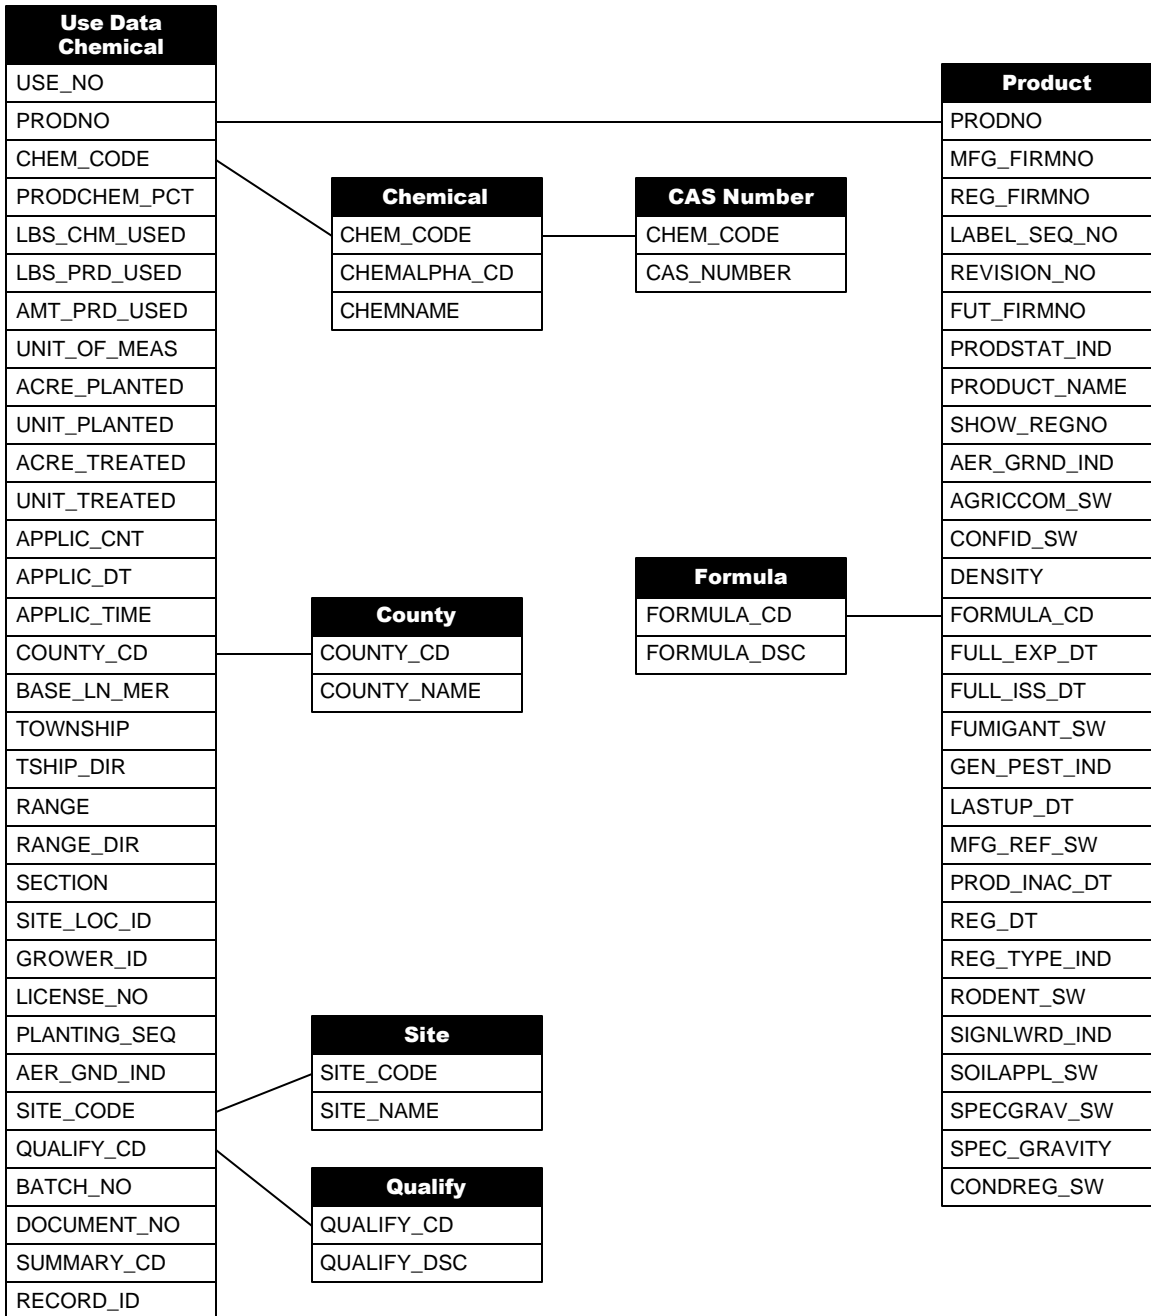 Use Data
Chemical
USE_NO
PRODNO
CHEM_CODE
PRODCHEM_PCT
LBS_CHM_USED
LBS_PRD_USED
AMT_PRD_USED
UNIT_OF_MEAS
ACRE_PLANTED
UNIT_PLANTED
ACRE_TREATED
UNIT_TREATED
APPLIC_CNT
APPLIC_DT
APPLIC_TIME
COUNTY_CD
BASE_LN_MER
TOWNSHIP
TSHIP_DIR
RANGE
RANGE_DIR
SECTION
SITE_LOC_ID
GROWER_ID
LICENSE_NO
PLANTING_SEQ
AER_GND_IND
SITE_CODE
QUALIFY_CD
BATCH_NO
DOCUMENT_NO
SUMMARY_CD
RECORD_ID
Chemical
CHEM_CODE
CHEMALPHA_CD
CHEMNAME
CAS Number
CHEM_CODE
CAS_NUMBER
County
COUNTY_CD
COUNTY_NAME
Formula
FORMULA_CD
FORMULA_DSC
Site
SITE_CODE
SITE_NAME
Qualify
QUALIFY_CD
QUALIFY_DSC
Product
PRODNO
MFG_FIRMNO
REG_FIRMNO
LABEL_SEQ_NO
REVISION_NO
FUT_FIRMNO
PRODSTAT_IND
PRODUCT_NAME
SHOW_REGNO
AER_GRND_IND
AGRICCOM_SW
CONFID_SW
DENSITY
FORMULA_CD
FULL_EXP_DT
FULL_ISS_DT
FUMIGANT_SW
GEN_PEST_IND
LASTUP_DT
MFG_REF_SW
PROD_INAC_DT
REG_DT
REG_TYPE_IND
RODENT_SW
SIGNLWRD_IND
SOILAPPL_SW
SPECGRAV_SW
SPEC_GRAVITY
CONDREG_SW